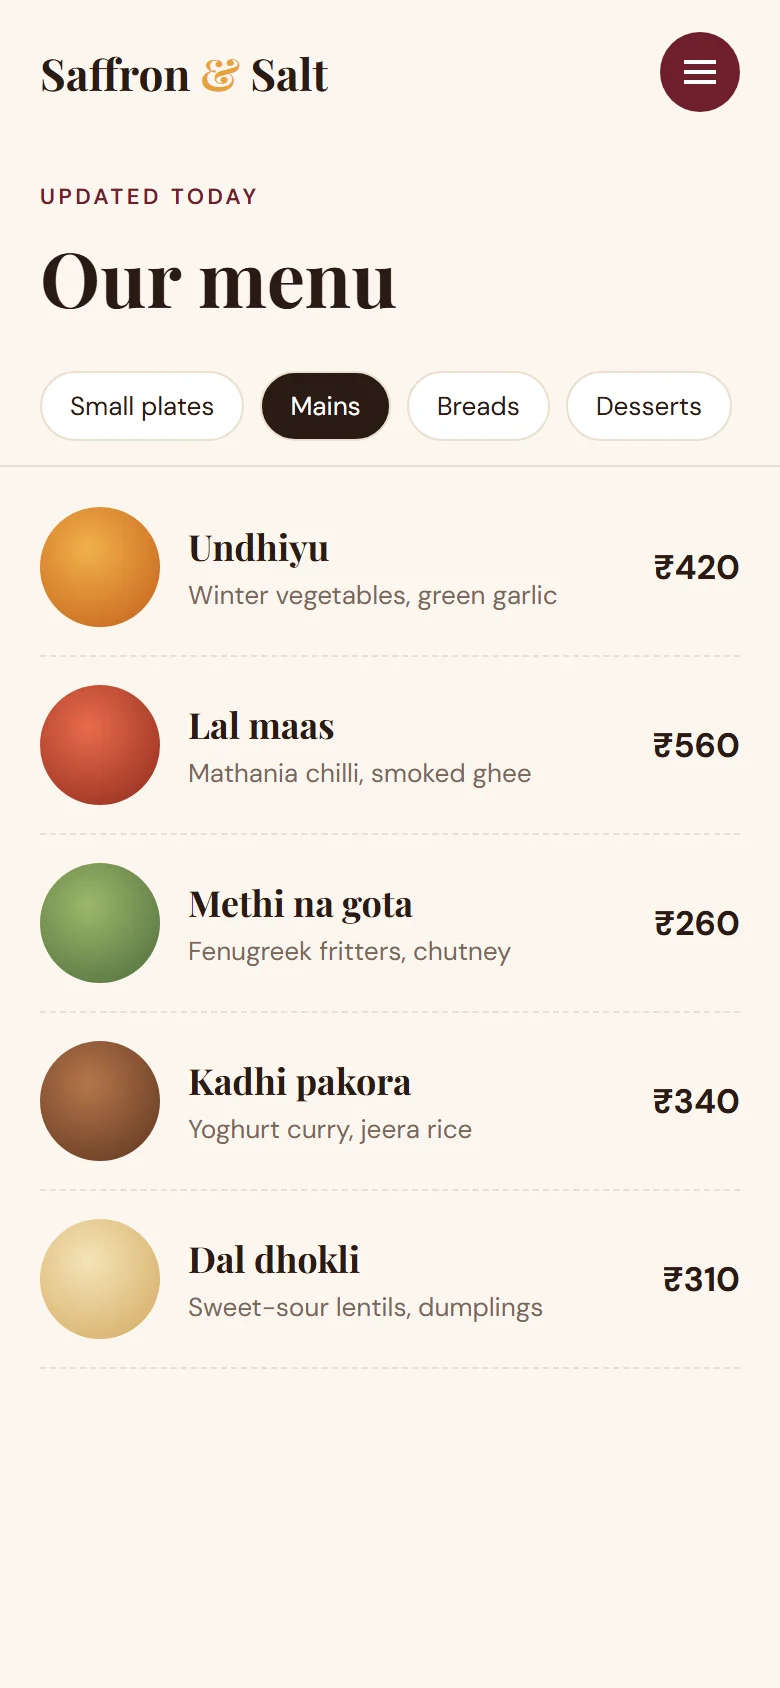 Saffron & Salt
UPDATED TODAY
Our menu
Small plates Mains Breads Desserts
Undhiyu
Winter vegetables, green garlic
₹420
Lal maas
Mathania chilli, smoked ghee
₹560
Methi na gota
Fenugreek fritters, chutney
₹260
Kadhi pakora
Yoghurt curry, jeera rice
₹340
Dal dhokli
Sweet-sour lentils, dumplings
₹310